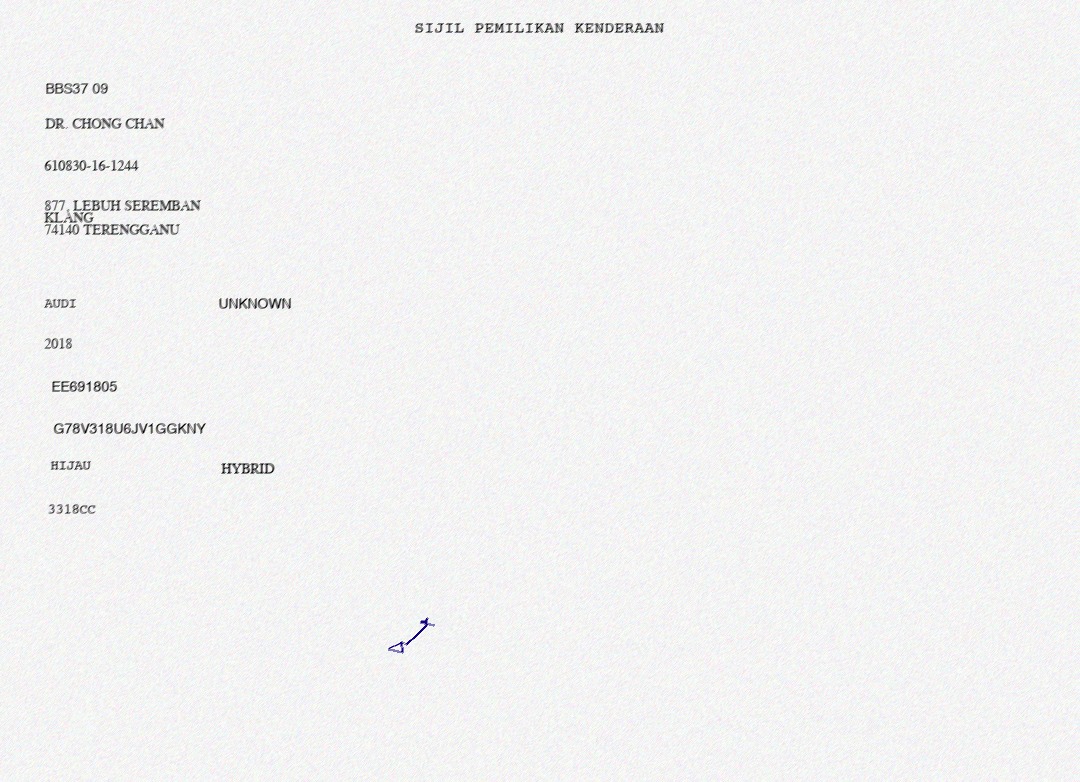 SIJIL PEMILIKAN KENDERAAN
BBS37 09
DR. CHONG CHAN
610830-16-1244
877, LEBUH SEREMBAN
KLANG
74140 TERENGGANU
AUDI UNKNOWN
2018
EE691805
G78V318U6JV1GGKNY
HIJAU HYBRID
3318CC